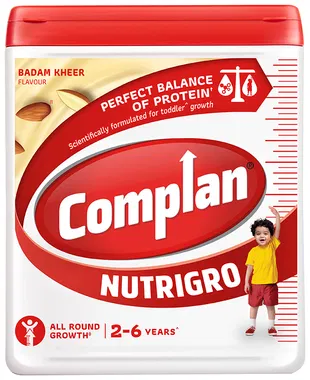 BADAM KHEER
FLAVOUR
PERFECT BALANCE
OF PROTEIN†
Scientifically formulated for toddler^ growth
Complan®
NUTRIGRO
ALL ROUND
GROWTH‡
2-6 YEARS^